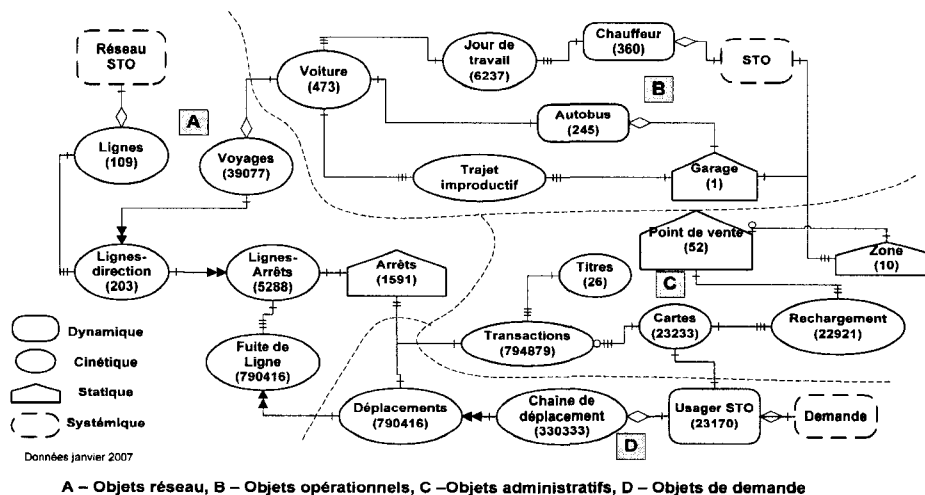 Réseau
STO
Lignes
(109)
A
Voyages
(39077)
Voiture
(473)
Jour de
travail
(6237)
Chauffeur
(360)
STO
B
Autobus
(245)
Trajet
improductif
Garage
(1)
Lignes-
direction
(203)
Lignes-
Arrêts
(5288)
Arrêts
(1591)
Titres
(26)
Point de vente
(52)
Zone
(10)
C
Transactions
(794879)
Cartes
(23233)
Rechargement
(22921)
Fuite de
Ligne
(790416)
Déplacements
(790416)
Chaîne de
déplacement
(330333)
D
Usager STO
(23170)
Demande
Dynamique
Cinétique
Statique
Systémique
Données janvier 2007
A – Objets réseau, B – Objets opérationnels, C –Objets administratifs, D – Objets de demande